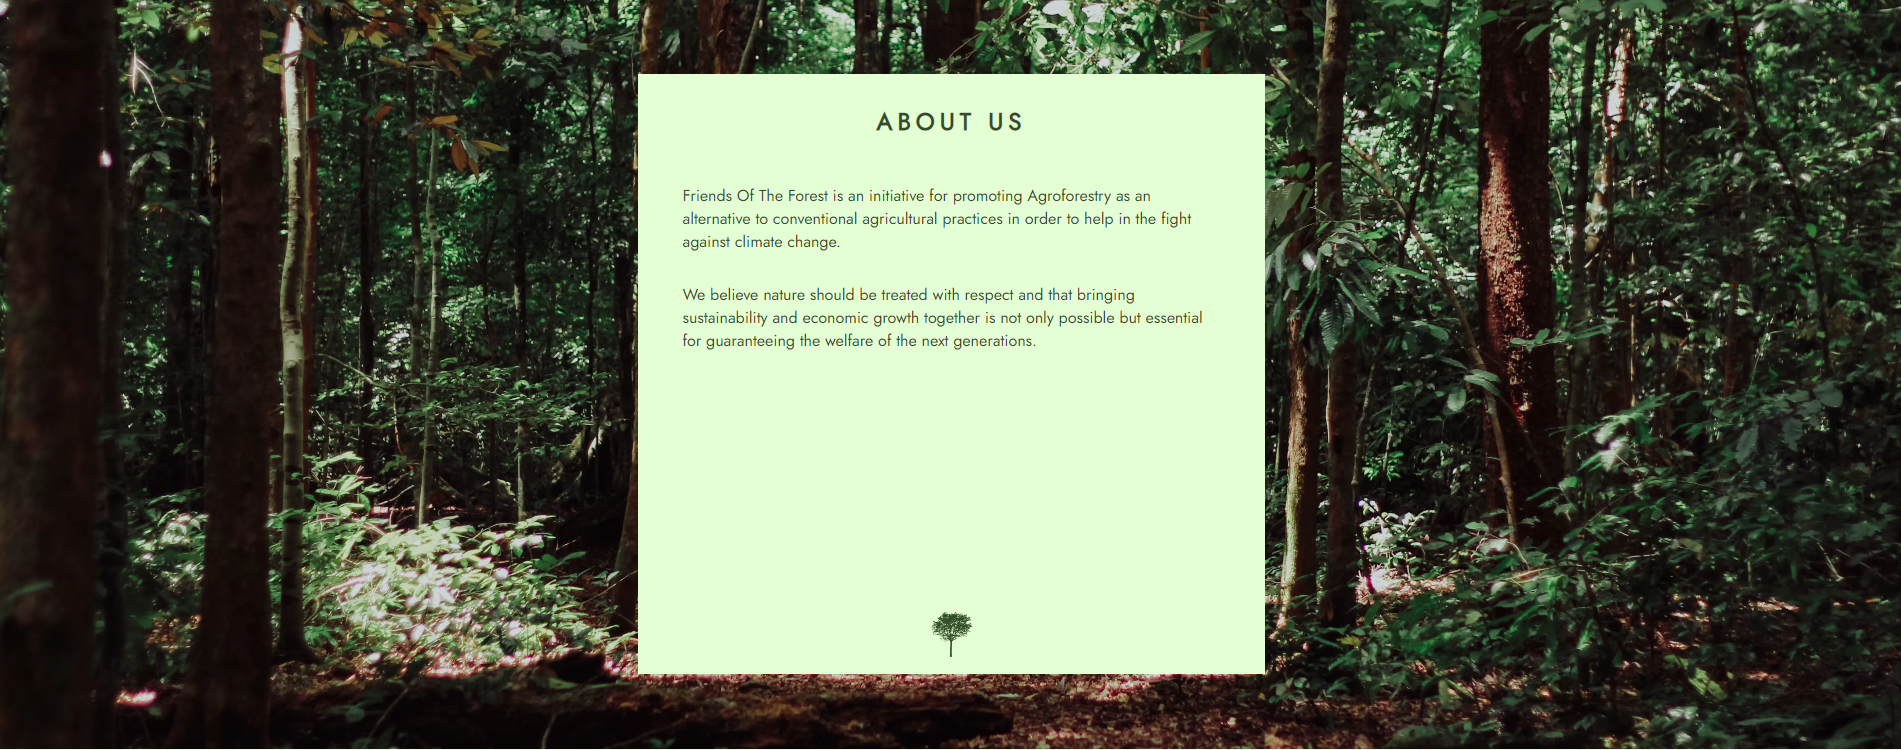 ABOUT US
Friends Of The Forest is an initiative for promoting Agroforestry as an
alternative to conventional agricultural practices in order to help in the fight
against climate change.
We believe nature should be treated with respect and that bringing
sustainability and economic growth together is not only possible but essential
for guaranteeing the welfare of the next generations.